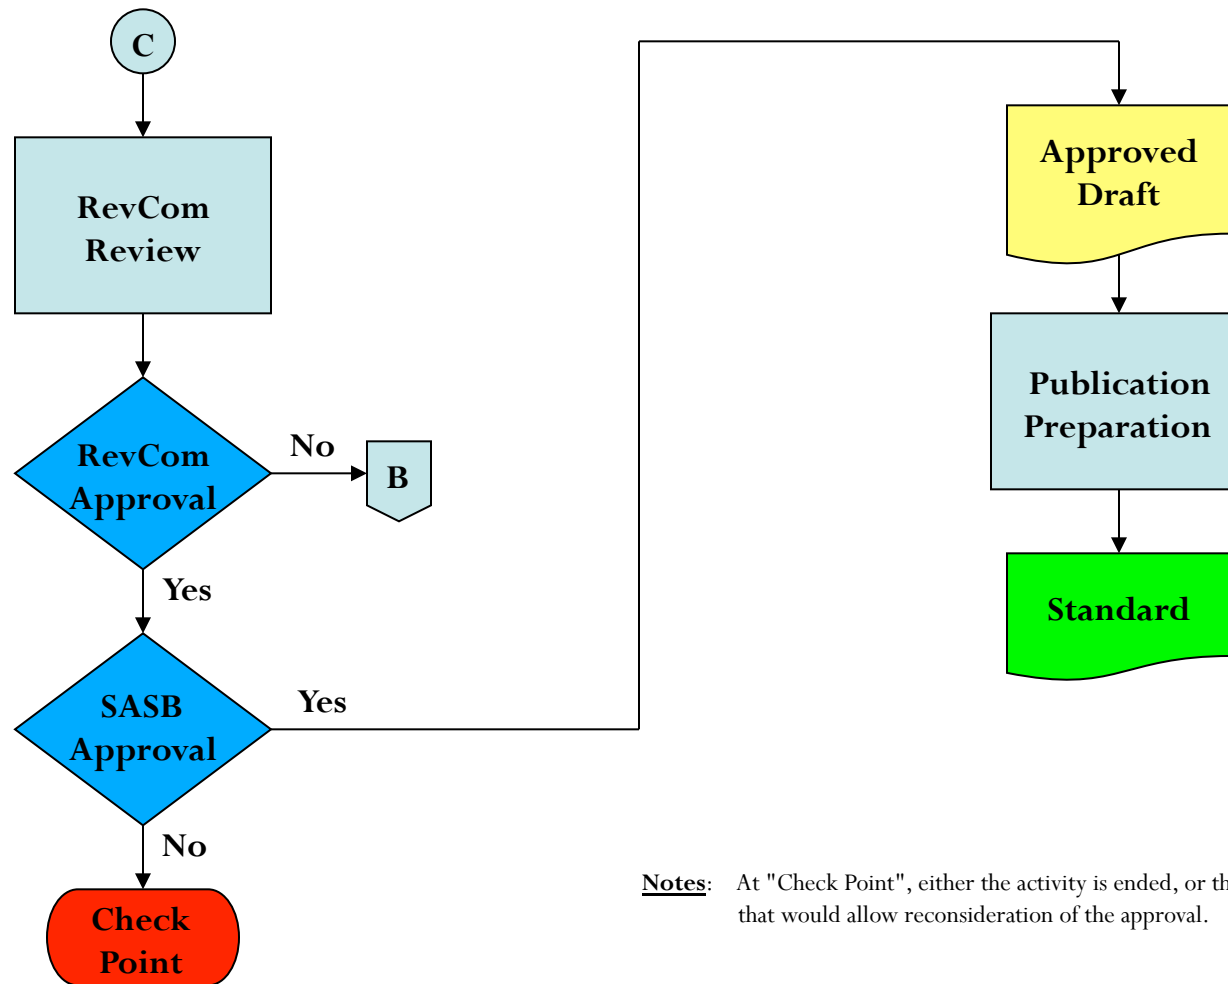 C
RevCom
Review
RevCom
Approval
No
B
Yes
SASB
Approval
Yes
No
Check
Point
Approved
Draft
Publication
Preparation
Standard
Notes: At "Check Point", either the activity is ended, or
that would allow reconsideration of the approval.